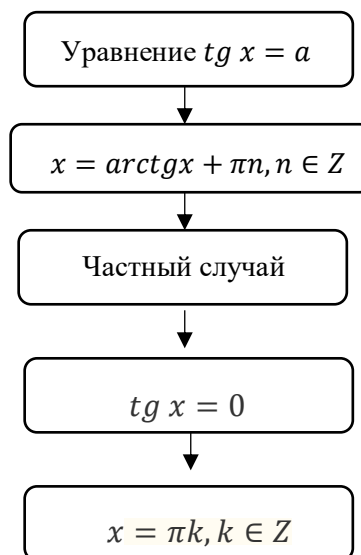 Уравнение tg x = a
x = arctgx + πn, n ∈ Z
Частный случай
tg x = 0
x = πk, k ∈ Z